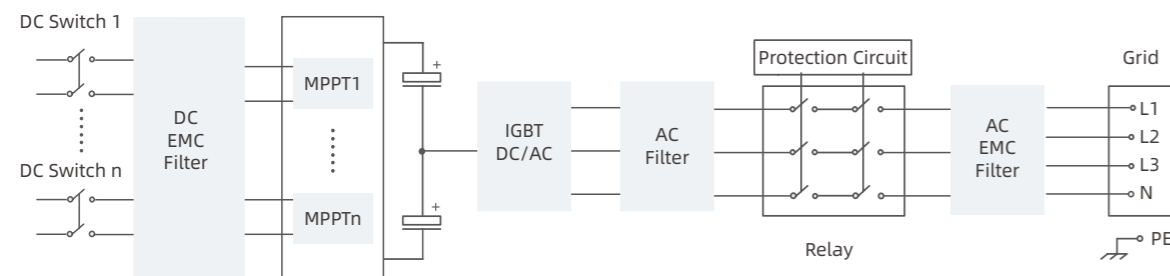 DC Switch 1
DC Switch n
DC
EMC
Filter
MPPT1
MPPTn
+
+
IGBT
DC/AC
AC
Filter
Protection Circuit
Relay
AC
EMC
Filter
Grid
L1
L2
L3
N
PE